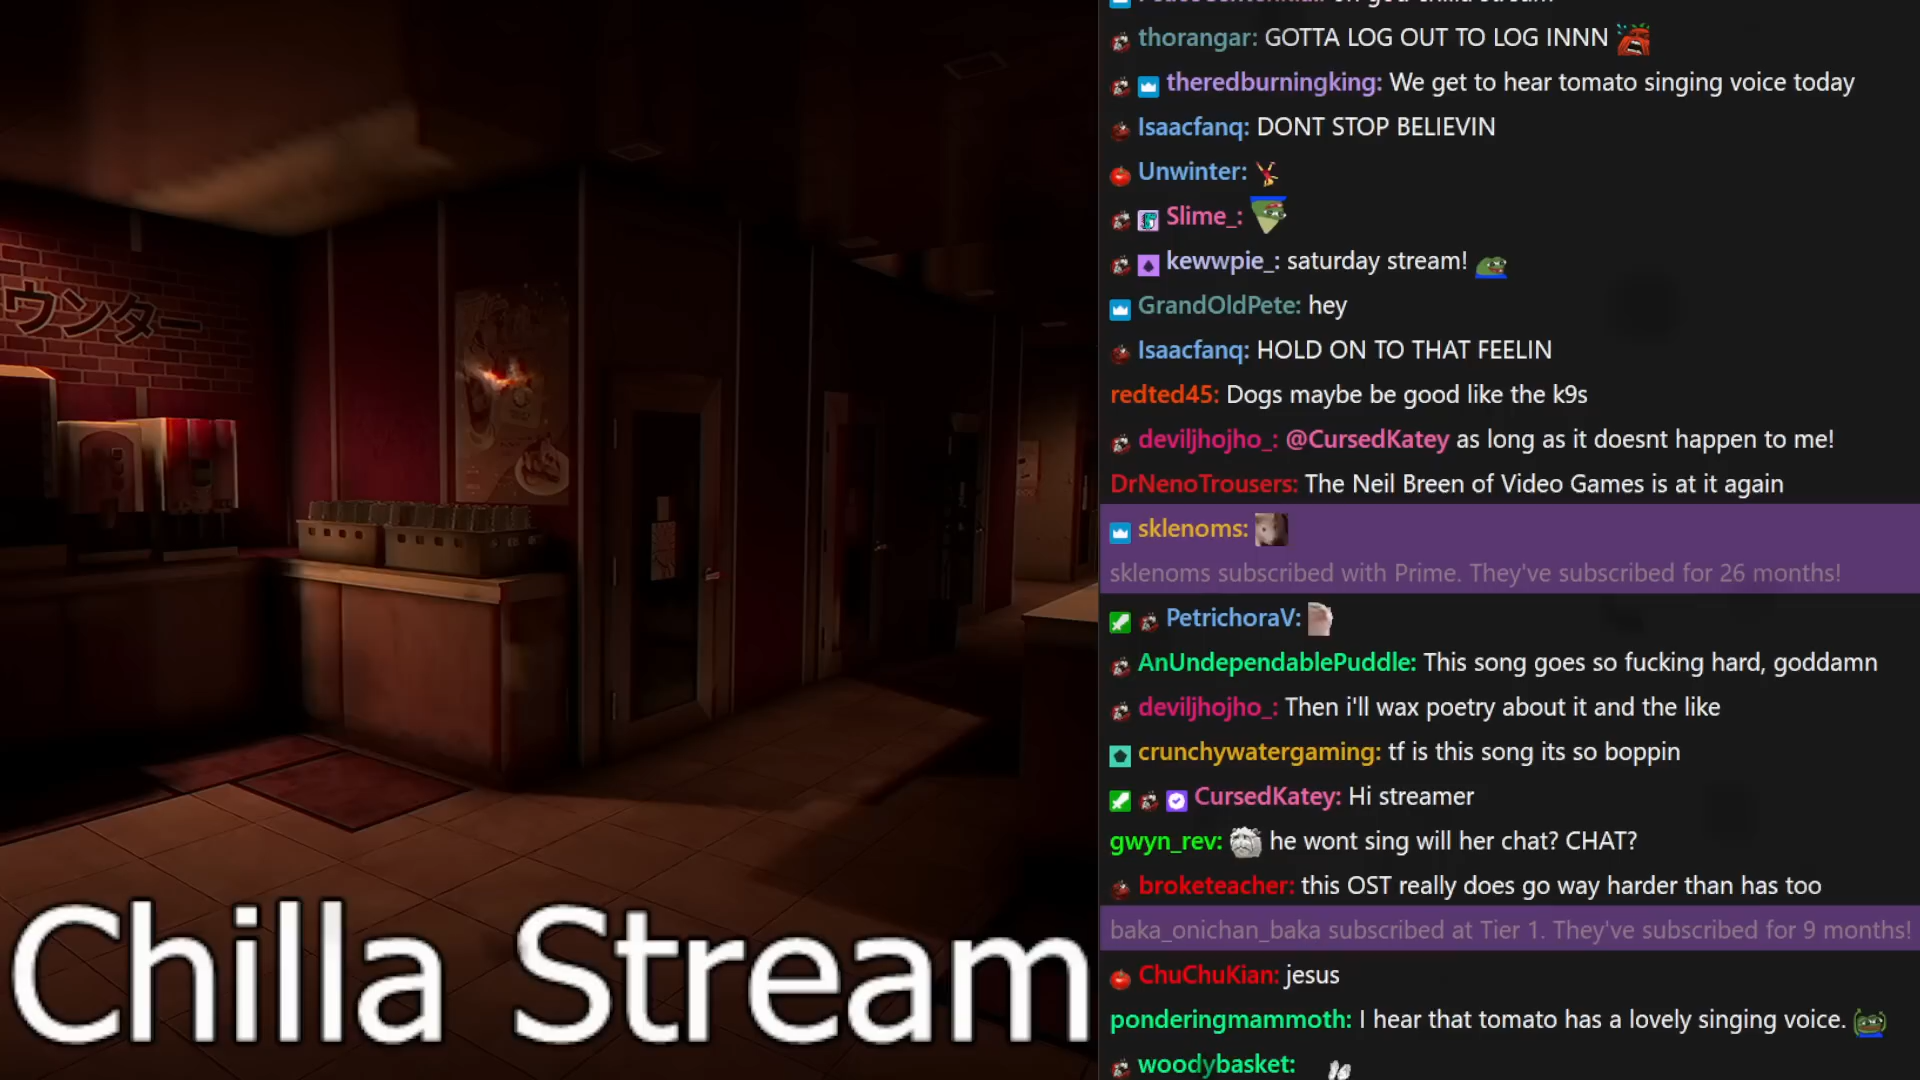 thorangar: GOTTA LOG OUT TO LOG INNN
theredburningking: We get to hear tomato singing voice today
Isaacfanq: DONT STOP BELIEVIN
Unwinter:
Slime_:
kewwpie_: saturday stream!
GrandOldPete: hey
Isaacfanq: HOLD ON TO THAT FEELIN
redted45: Dogs maybe be good like the k9s
deviljhojho_: @CursedKatey as long as it doesnt happen to me!
DrNenoTrousers: The Neil Breen of Video Games is at it again
sklenoms:
sklenoms subscribed with Prime. They've subscribed for 26 months!
PetrichoraV:
AnUndependablePuddle: This song goes so fucking hard, goddamn
deviljhojho_: Then i'll wax poetry about it and the like
crunchywatergaming: tf is this song its so boppin
CursedKatey: Hi streamer
gwyn_rev: he wont sing will her chat? CHAT?
broketeacher: this OST really does go way harder than has too
baka_onichan_baka subscribed at Tier 1. They've subscribed for 9 months!
ChuChuKian: jesus
ponderingmammoth: I hear that tomato has a lovely singing voice.
woodybasket:
ウンター
Chilla Stream